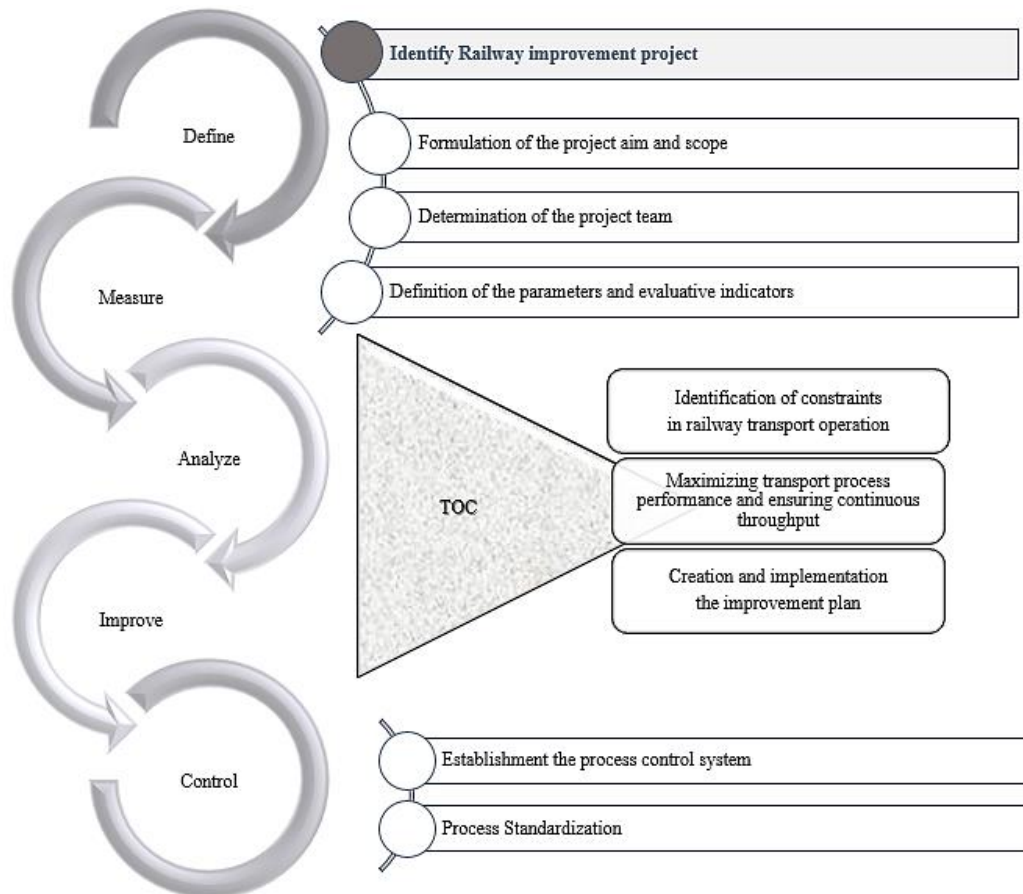 Define
Measure
Analyze
Improve
Control
Identify Railway improvement project
Formulation of the project aim and scope
Determination of the project team
Definition of the parameters and evaluative indicators
TOC
Identification of constraints
in railway transport operation
Maximizing transport process
performance and ensuring continuous
throughput
Creation and implementation
the improvement plan
Establishment the process control system
Process Standardization